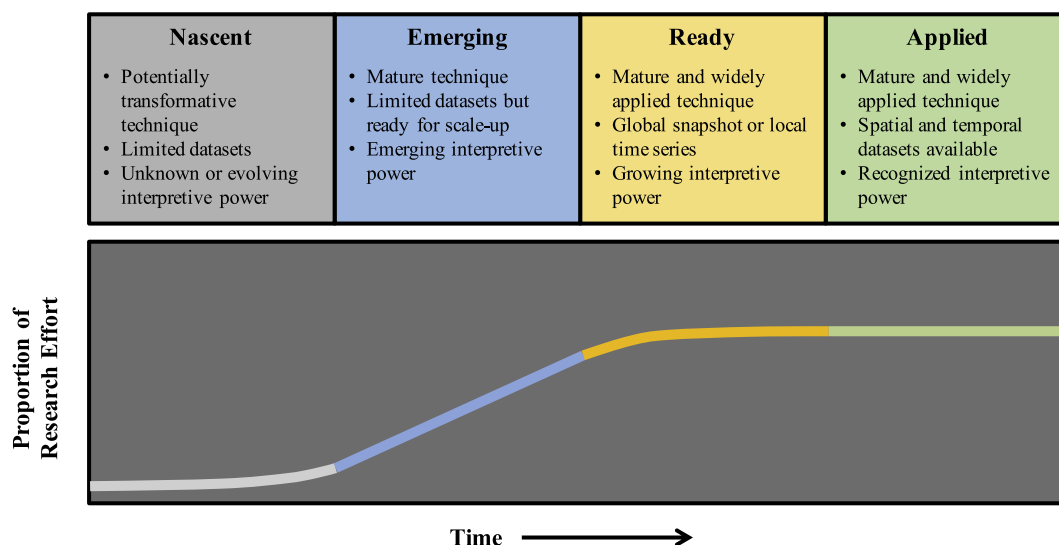 Nascent
• Potentially
transformative
technique
• Limited datasets
• Unknown or evolving
interpretive power
Emerging
• Mature technique
• Limited datasets but
ready for scale-up
• Emerging interpretive
power
Ready
• Mature and widely
applied technique
• Global snapshot or local
time series
• Growing interpretive
power
Applied
• Mature and widely
applied technique
• Spatial and temporal
datasets available
• Recognized interpretive
power
Proportion of
Research Effort
Time